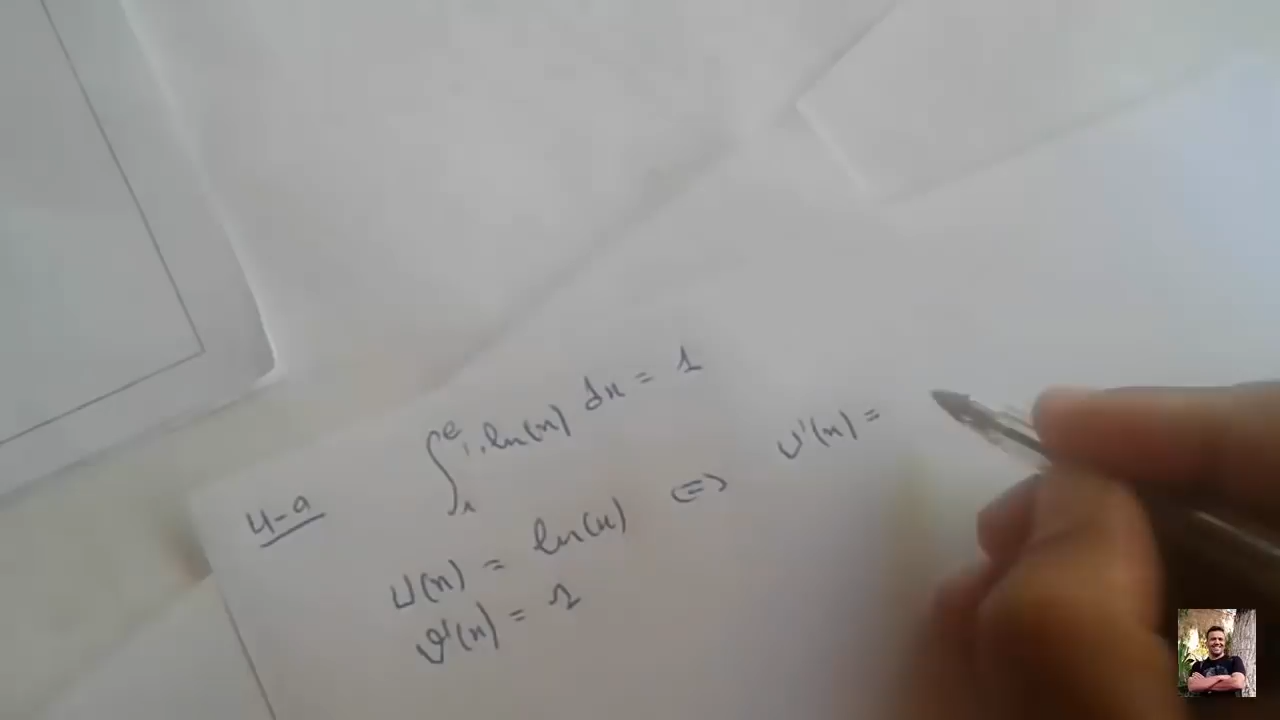 4-a ∫₁ᵉ 1.ln(x) dx = 1
U(x) = ln(x) <=> U'(x) =
V'(x) = 1